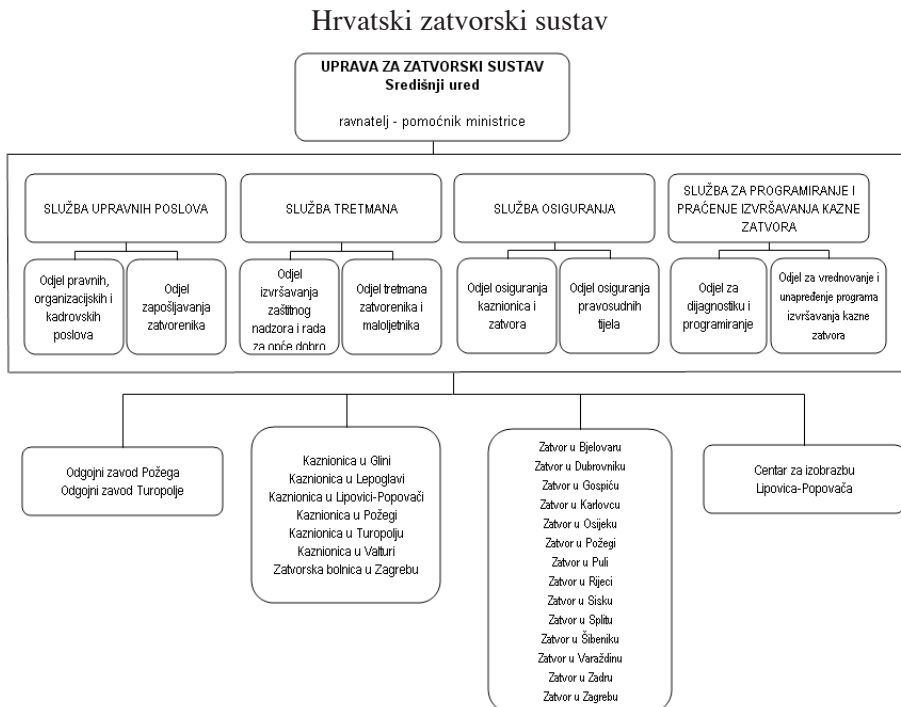 Hrvatski zatvorski sustav
UPRAVA ZA ZATVORSKI SUSTAV
Središnji ured
ravnatelj - pomoćnik ministrice
SLUŽBA UPRAVNIH POSLOVA
SLUŽBA TRETMANA
SLUŽBA OSIGURANJA
SLUŽBA ZA PROGRAMIRANJE I
PRAĆENJE IZVRŠAVANJA KAZNE
ZATVORA
Odjel pravnih,
organizacijskih i
kadrovskih
poslova
Odjel
zapošljavanja
zatvorenika
Odjel
izvršavanja
zaštitnog
nadzora i rada
za opće dobro
Odjel tretmana
zatvorenika i
maloljetnika
Odjel osiguranja
kaznionica i
zatvora
Odjel osiguranja
pravosudnih
tijela
Odjel za
dijagnostiku i
programiranje
Odjel za vrednovanje i
unapređenje programa
izvršavanja kazne
zatvora
Odgojni zavod Požega
Odgojni zavod Turopolje
Kaznionica u Glini
Kaznionica u Lepoglavi
Kaznionica u Lipovici-Popovači
Kaznionica u Požegi
Kaznionica u Turopolju
Kaznionica u Valturi
Zatvorska bolnica u Zagrebu
Zatvor u Bjelovaru
Zatvor u Dubrovniku
Zatvor u Gospiću
Zatvor u Karlovcu
Zatvor u Osijeku
Zatvor u Požegi
Zatvor u Puli
Zatvor u Rijeci
Zatvor u Sisku
Zatvor u Splitu
Zatvor u Šibeniku
Zatvor u Varaždinu
Zatvor u Zadru
Zatvor u Zagrebu
Centar za izobrazbu
Lipovica-Popovača